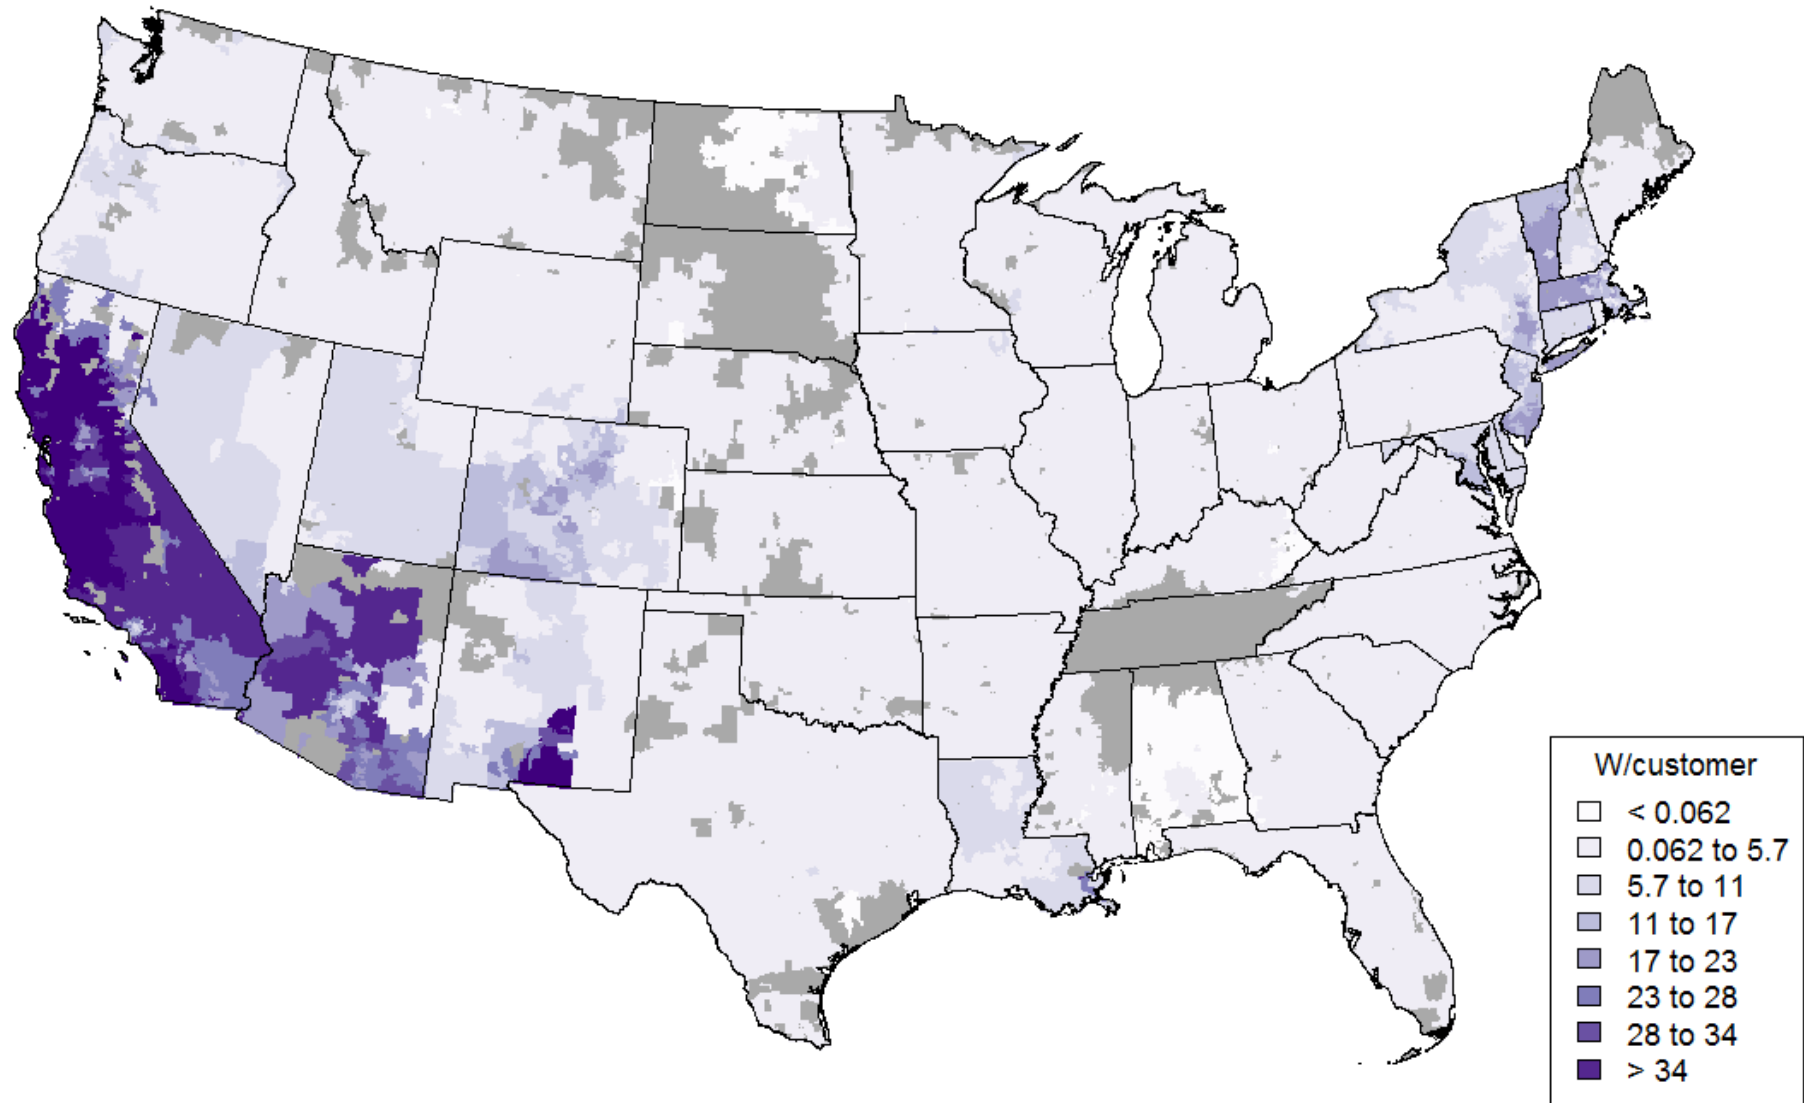 W/customer
< 0.062
0.062 to 5.7
5.7 to 11
11 to 17
17 to 23
23 to 28
28 to 34
> 34